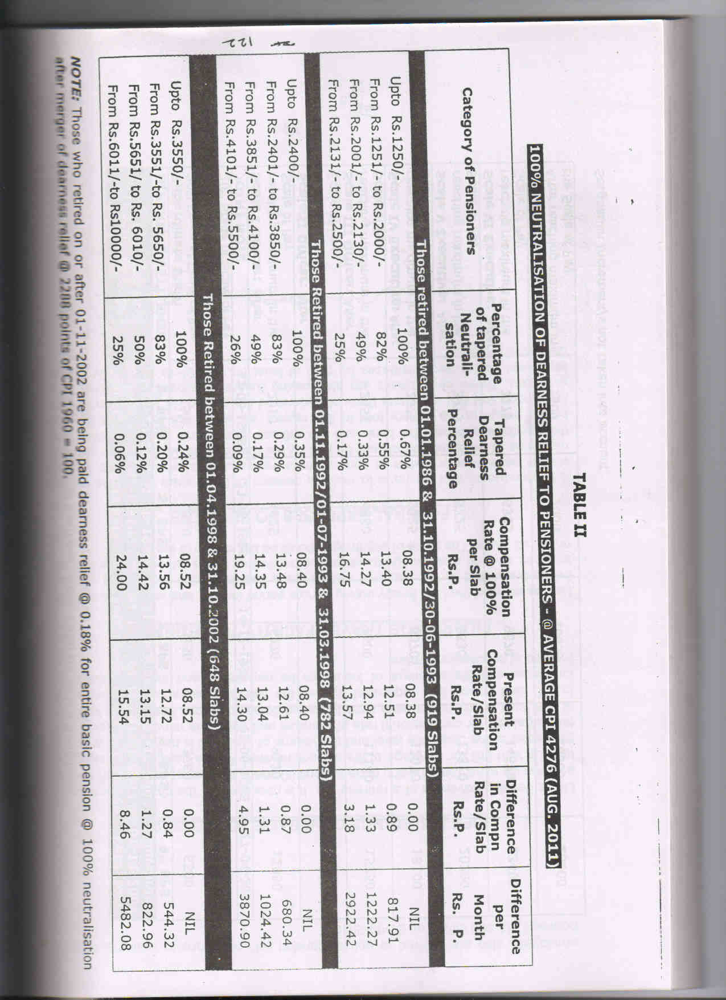 TABLE II
100% NEUTRALISATION OF DEARNESS RELIEF TO PENSIONERS - @ AVERAGE CPI 4276 (AUG. 2011)
Category of Pensioners Percentage of tapered Neutrali-sation Tapered Dearness Relief Percentage Compensation Rate @ 100% per Slab Rs.P. Present Compensation Rate/Slab Rs.P. Difference in Compn Rate/Slab Rs.P. Difference per Month Rs. P.
Those retired between 01.01.1986 & 31.10.1992/30-06-1993 (919 Slabs)
Upto Rs.1250/- 100% 0.67% 08.38 08.38 0.00 NIL
From Rs.1251/- to Rs.2000/- 82% 0.55% 13.40 12.51 0.89 817.91
From Rs.2001/- to Rs.2130/- 49% 0.33% 14.27 12.94 1.33 1222.27
From Rs.2131/- to Rs.2500/- 25% 0.17% 16.75 13.57 3.18 2922.42
Those Retired between 01.11.1992/01-07-1993 & 31.03.1998 (782 Slabs)
Upto Rs.2400/- 100% 0.35% 08.40 08.40 0.00 NIL
From Rs.2401/- to Rs.3850/- 83% 0.29% 13.48 12.61 0.87 680.34
From Rs.3851/- to Rs.4100/- 49% 0.17% 14.35 13.04 1.31 1024.42
From Rs.4101/- to Rs.5500/- 26% 0.09% 19.25 14.30 4.95 3870.90
Those Retired between 01.04.1998 & 31.10.2002 (648 Slabs)
Upto Rs.3550/- 100% 0.24% 08.52 08.52 0.00 NIL
From Rs.3551/-to Rs. 5650/- 83% 0.20% 13.56 12.72 0.84 544.32
From Rs.5651/ to Rs. 6010/- 50% 0.12% 14.42 13.15 1.27 822.96
From Rs.6011/-to Rs10000/- 25% 0.06% 24.00 15.54 8.46 5482.08
NOTE: Those who retired on or after 01-11-2002 are being paid dearness relief @ 0.18% for entire basic pension @ 100% neutralisation
after merger of dearness relief @ 2288 points of CPI 1960 = 100.